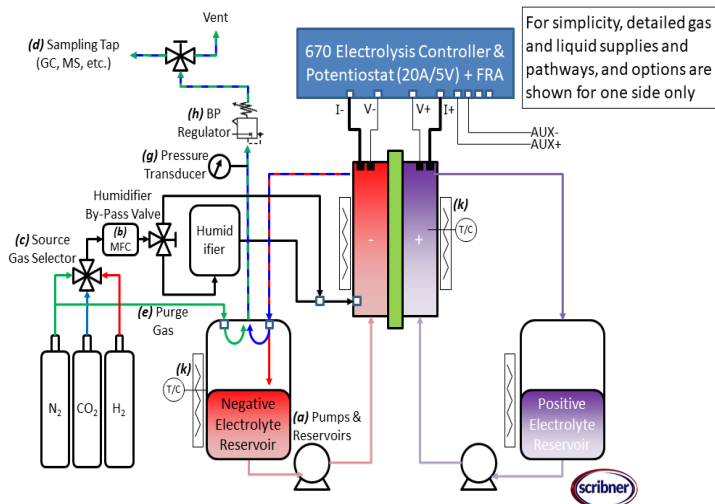 Vent
(d) Sampling Tap
(GC, MS, etc.)
670 Electrolysis Controller &
Potentiostat (20A/5V) + FRA
I-
V-
V+
I+
AUX-
AUX+
For simplicity, detailed gas
and liquid supplies and
pathways, and options are
shown for one side only
(h) BP
Regulator
(g) Pressure
Transducer
Humidifier
By-Pass Valve
(b)
MFC
(c) Source
Gas Selector
Humid
ifier
-
+
(k)
T/C
(e) Purge
Gas
(k)
T/C
N2
CO2
H2
Negative
Electrolyte
Reservoir
(a) Pumps &
Reservoirs
Positive
Electrolyte
Reservoir
scribner